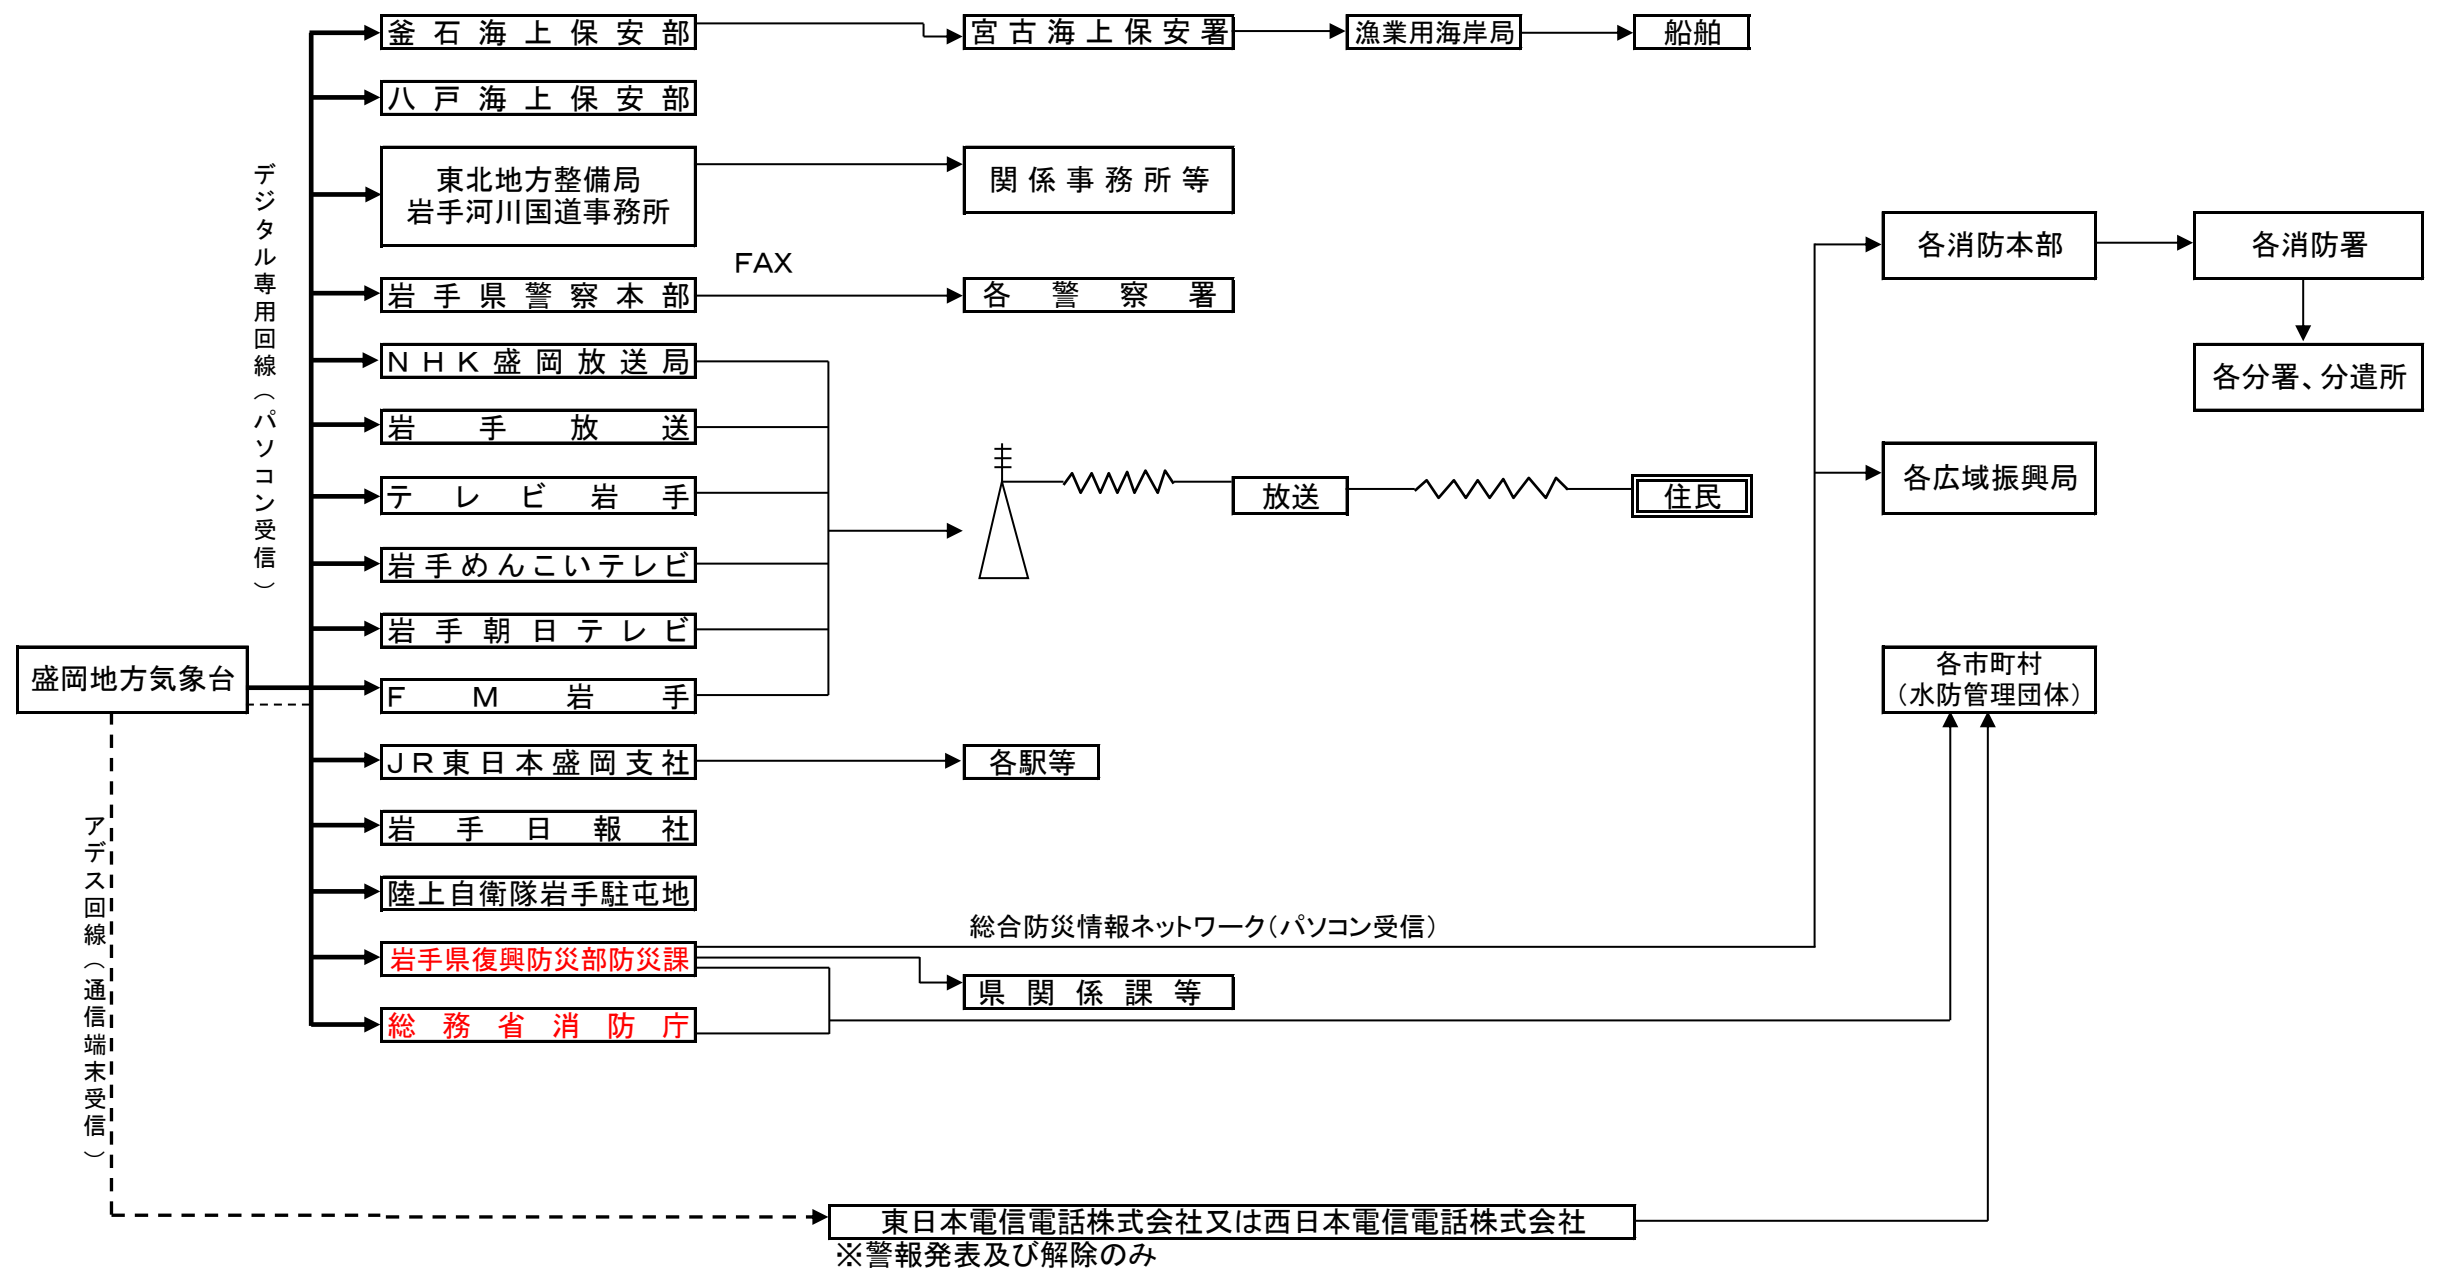 釜石海上保安部
宮古海上保安署
漁業用海岸局
船舶
八戸海上保安部
東北地方整備局
岩手河川国道事務所
関係事務所等
各消防本部
各消防署
デジタル専用回線（パソコン受信）
FAX
岩手県警察本部
各警察署
NHK盛岡放送局
各分署、分遣所
岩手放送
テレビ岩手
放送
住民
各広域振興局
岩手めんこいテレビ
岩手朝日テレビ
盛岡地方気象台
FM岩手
各市町村
（水防管理団体）
JR東日本盛岡支社
各駅等
アデス回線（通信端末受信）
岩手日報社
陸上自衛隊岩手駐屯地
総合防災情報ネットワーク（パソコン受信）
岩手県復興防災部防災課
県関係課等
総務省消防庁
東日本電信電話株式会社又は西日本電信電話株式会社
※警報発表及び解除のみ